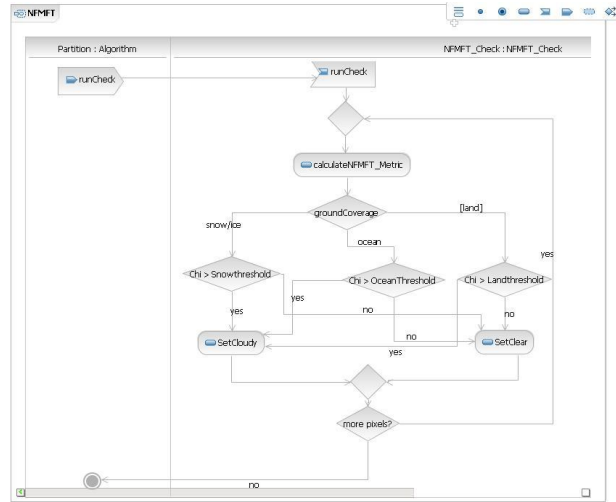 NFMFT
Partition : Algorithm
NFMFT_Check : NFMFT_Check
runCheck
runCheck
calculateNFMFT_Metric
groundCoverage
[land]
snow/ice
ocean
yes
Chi > Snowthreshold
Chi > OceanThreshold
Chi > Landthreshold
yes
yes
no
no
no
SetCloudy
SetClear
yes
more pixels?
no